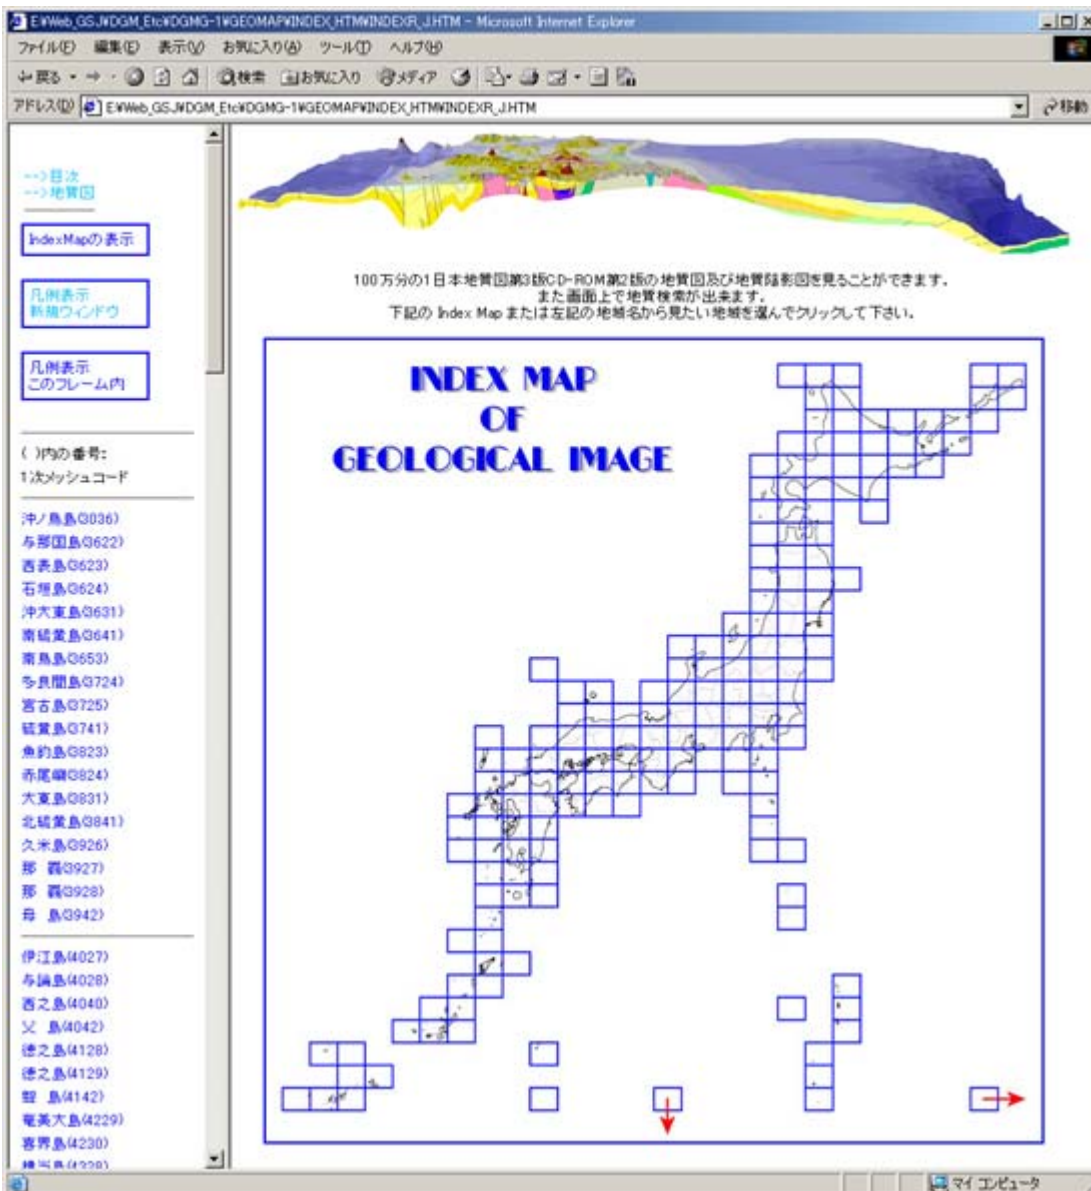 E:¥Web_GSJ¥DGM_Etc¥DGMG-1¥GEOMAP¥INDEX_HTM¥INDEXR_J.HTM - Microsoft Internet Explorer
ファイル(F) 編集(E) 表示(V) お気に入り(A) ツール(T) ヘルプ(H)
戻る 検索 お気に入り メディア
アドレス(D) E:¥Web_GSJ¥DGM_Etc¥DGMG-1¥GEOMAP¥INDEX_HTM¥INDEXR_J.HTM 移動
-->目次
-->地質図
IndexMapの表示
凡例表示
新規ウィンドウ
凡例表示
このフレーム内
( )内の番号:
1次メッシュコード
沖ノ鳥島(3036)
与那国島(3622)
西表島(3623)
石垣島(3624)
沖大東島(3631)
南硫黄島(3641)
南鳥島(3653)
多良間島(3724)
宮古島(3725)
硫黄島(3741)
魚釣島(3823)
赤尾嶼(3824)
大東島(3831)
北硫黄島(3841)
久米島(3926)
那 覇(3927)
那 覇(3928)
母 島(3942)
伊江島(4027)
与論島(4028)
西之島(4040)
父 島(4042)
徳之島(4128)
徳之島(4129)
聟 島(4142)
奄美大島(4229)
喜界島(4230)
横当島(4328)
100万分の1日本地質図第3版CD-ROM第2版の地質図及び地質陰影図を見ることができます。
また画面上で地質検索が出来ます。
下記の Index Map または左記の地域名から見たい地域を選んでクリックして下さい。
INDEX MAP
OF
GEOLOGICAL IMAGE
マイ コンピュータ